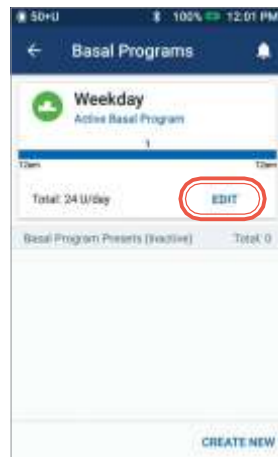 50+U 100% 12:01 PM
Basal Programs
Weekday
Active Basal Program
1
12am 12am
Total: 24 U/day EDIT
Basal Program Presets (Inactive) Total: 0
CREATE NEW